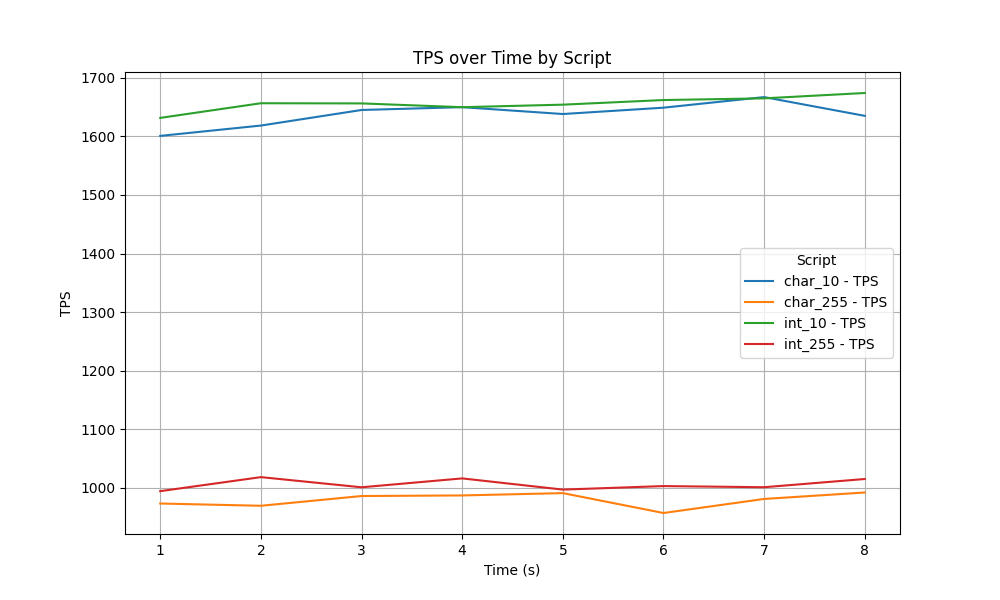 TPS over Time by Script
1700
1600
1500
1400
1300
1200
1100
1000
TPS
Script
char_10 - TPS
char_255 - TPS
int_10 - TPS
int_255 - TPS
1 2 3 4 5 6 7 8
Time (s)